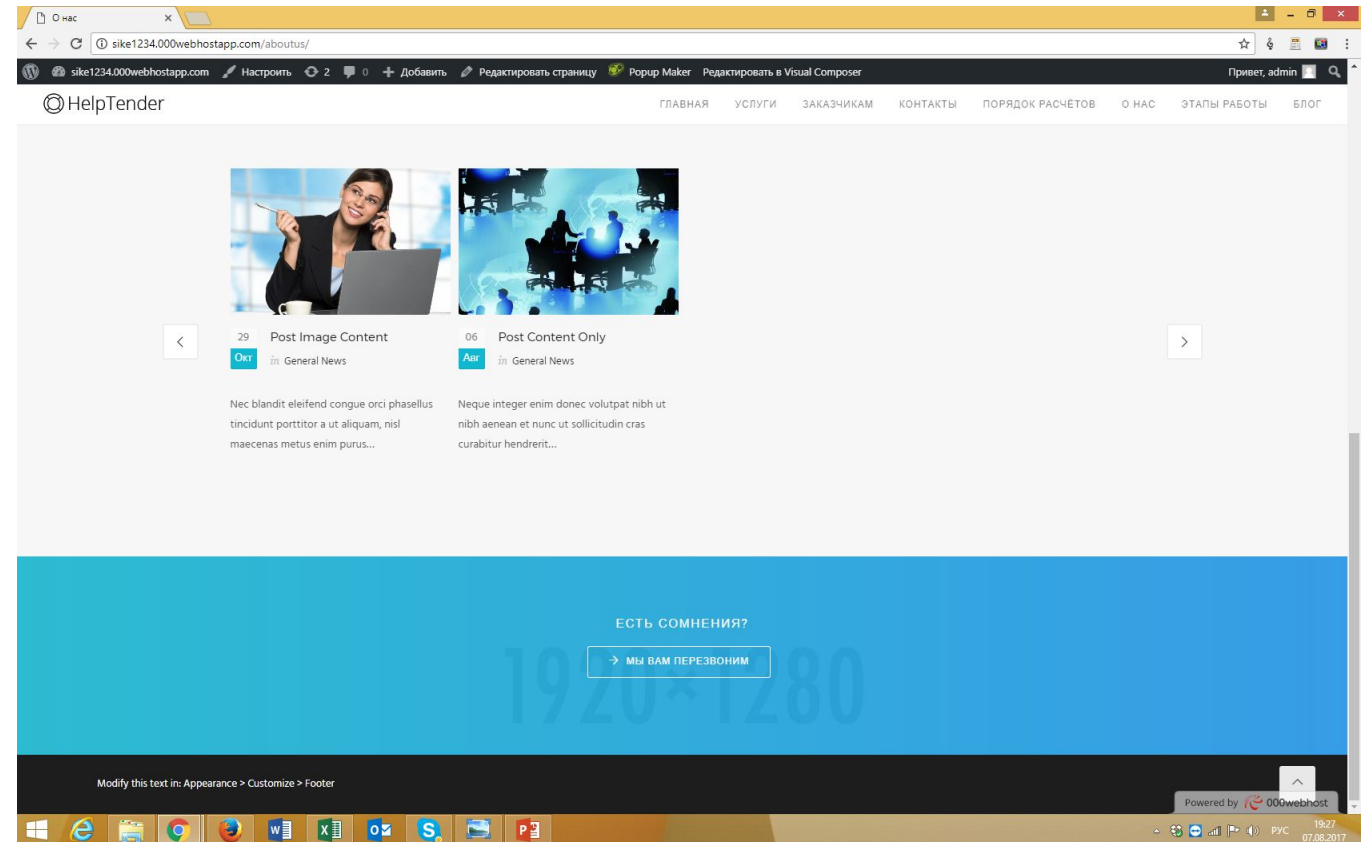 О нас
sike1234.000webhostapp.com/aboutus/
sike1234.000webhostapp.com Настроить 2 0 Добавить Редактировать страницу Popup Maker Редактировать в Visual Composer Привет, admin
HelpTender ГЛАВНАЯ УСЛУГИ ЗАКАЗЧИКАМ КОНТАКТЫ ПОРЯДОК РАСЧЁТОВ О НАС ЭТАПЫ РАБОТЫ БЛОГ
29 Post Image Content
Окт in General News
Nec blandit eleifend congue orci phasellus
tincidunt porttitor a ut aliquam, nisl
maecenas metus enim purus...
06 Post Content Only
Авг in General News
Neque integer enim donec volutpat nibh ut
nibh aenean et nunc ut sollicitudin cras
curabitur hendrerit...
ЕСТЬ СОМНЕНИЯ?
МЫ ВАМ ПЕРЕЗВОНИМ
1920×1280
Modify this text in: Appearance > Customize > Footer
Powered by 000webhost
РУС 19:27
07.08.2017